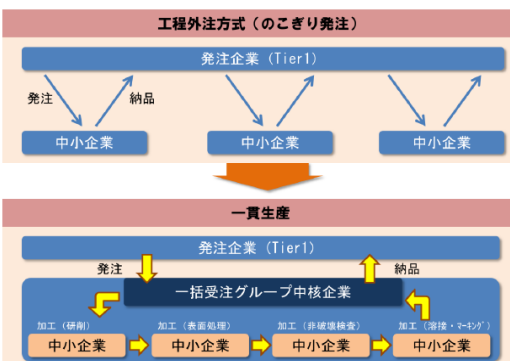 工程外注方式（のこぎり発注）
発注企業（Tier1）
発注
納品
中小企業
中小企業
中小企業
一貫生産
発注企業（Tier1）
発注
納品
一括受注グループ中核企業
加工（研削）
加工（表面処理）
加工（非破壊検査）
加工（溶接・ﾏｰｷﾝｸﾞ）
中小企業
中小企業
中小企業
中小企業